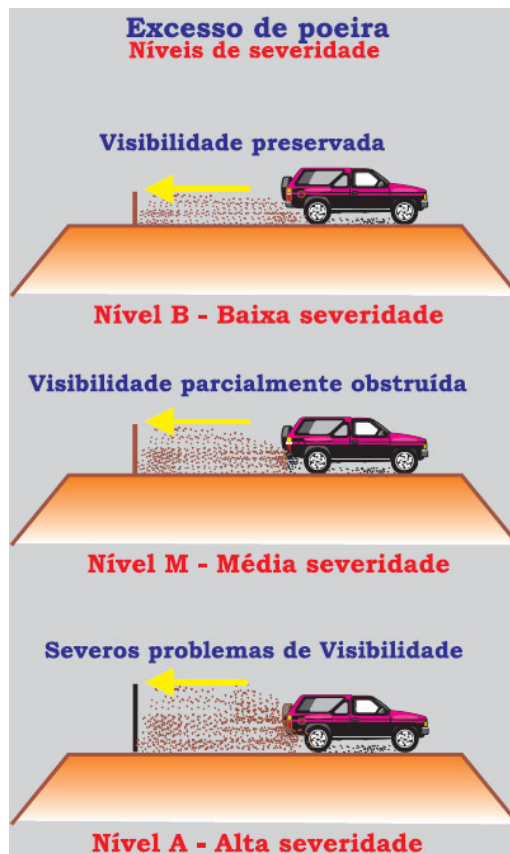 Excesso de poeira
Níveis de severidade
Visibilidade preservada
Nível B - Baixa severidade
Visibilidade parcialmente obstruída
Nível M - Média severidade
Severos problemas de Visibilidade
Nível A - Alta severidade